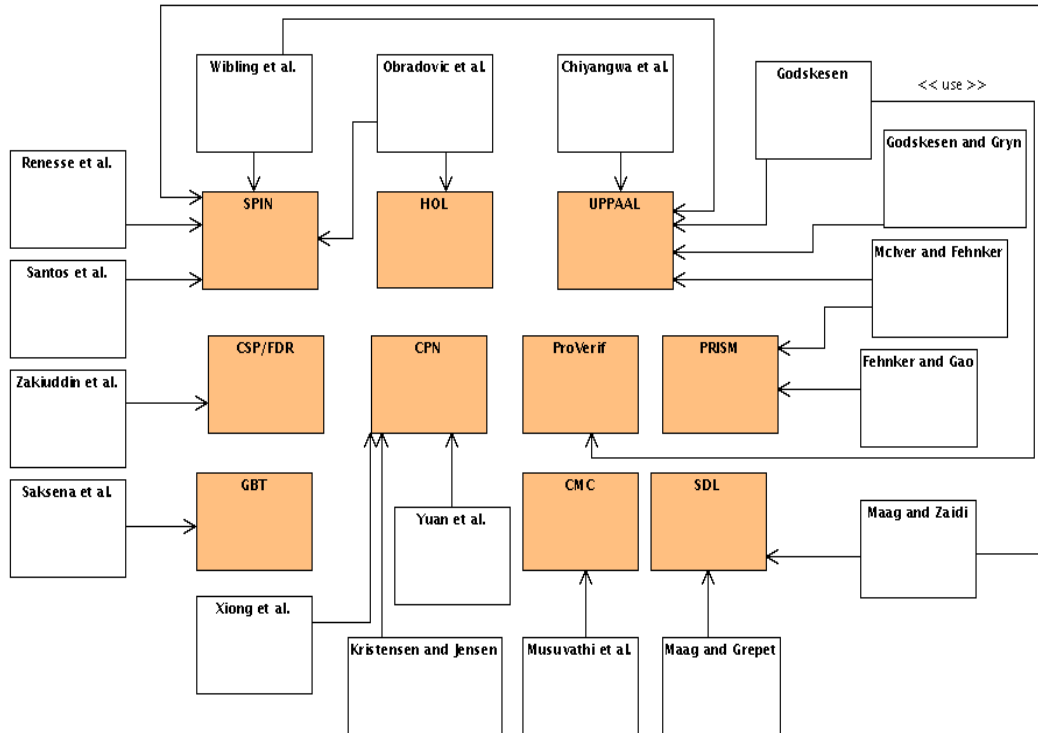 Wibling et al.
Obradovic et al.
Chiyangwa et al.
Godskesen
<< use >>
Godskesen and Gryn
Renesse et al.
SPIN
HOL
UPPAAL
McIver and Fehnker
Santos et al.
CSP/FDR
CPN
ProVerif
PRISM
Fehnker and Gao
Zakiuddin et al.
Saksena et al.
GBT
CMC
SDL
Yuan et al.
Maag and Zaidi
Xiong et al.
Kristensen and Jensen
Musuvathi et al.
Maag and Grepet